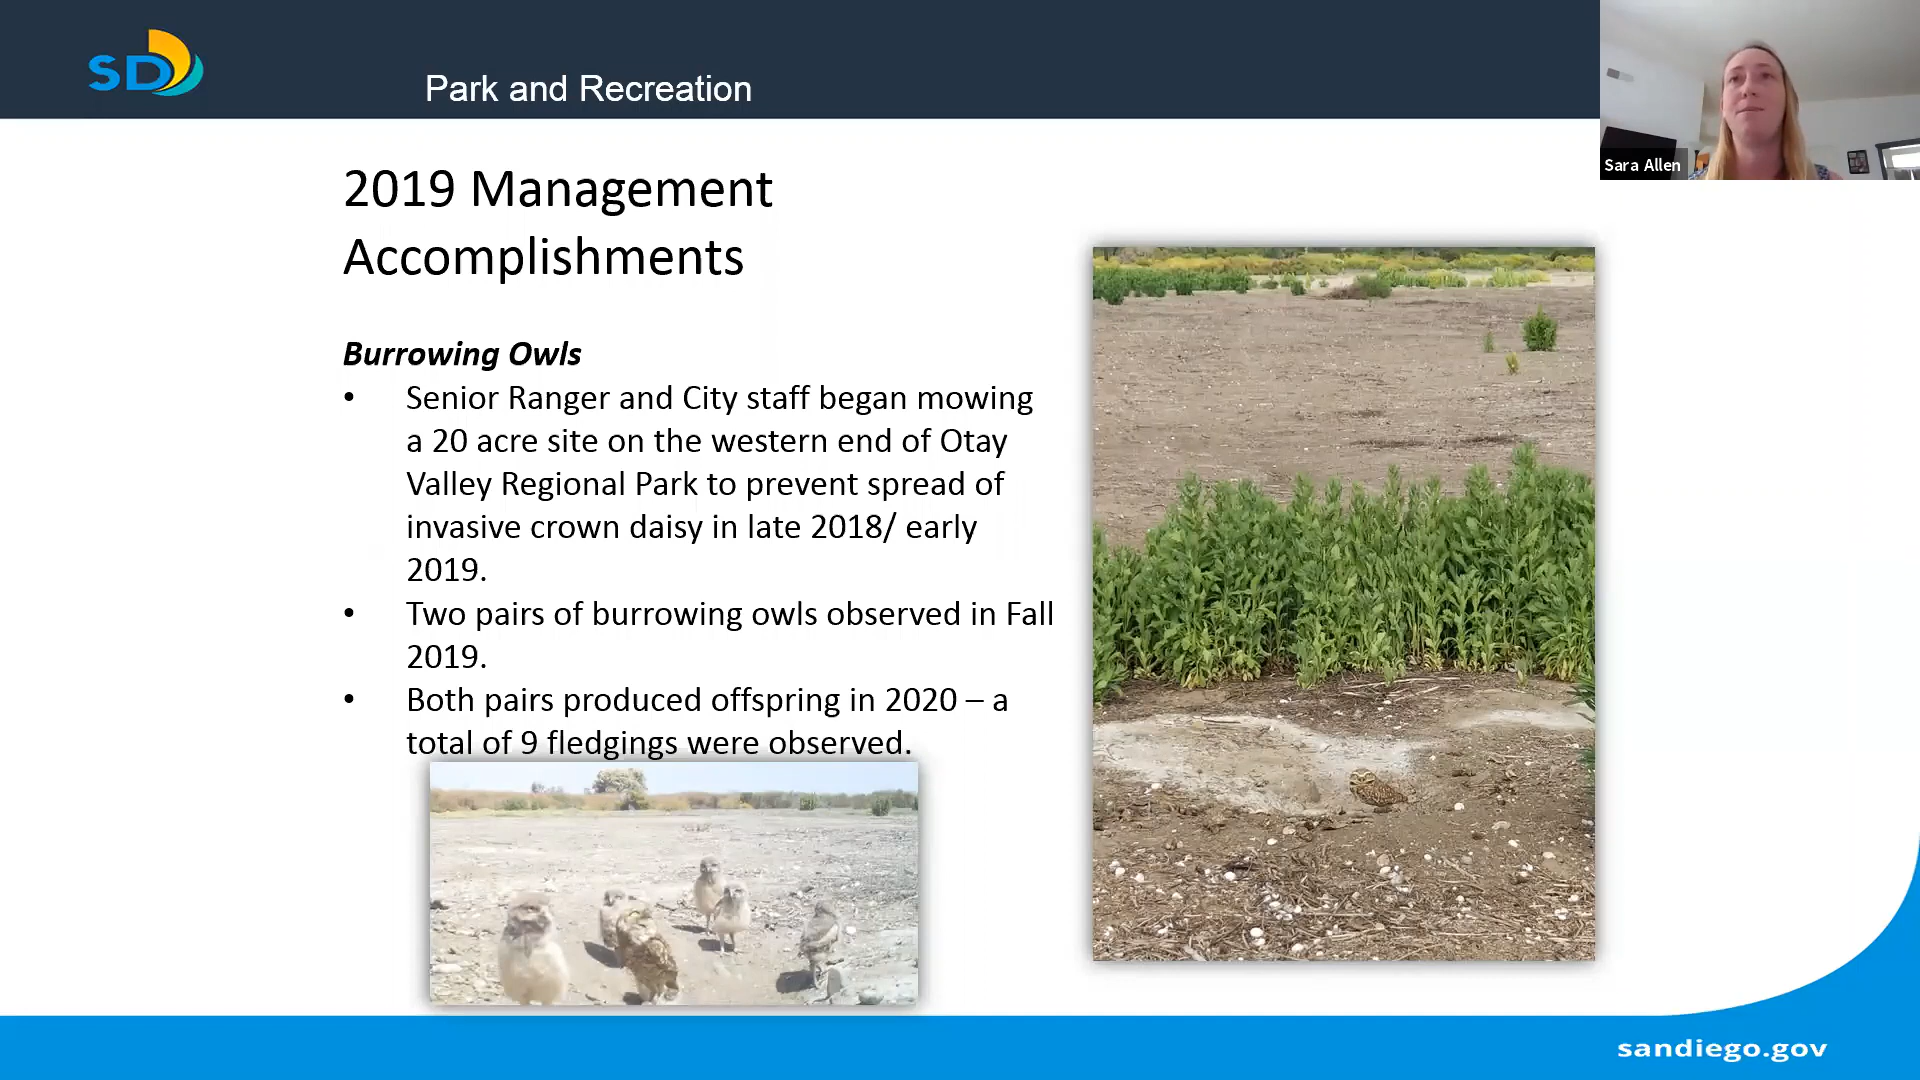 SD
Park and Recreation
Sara Allen
2019 Management
Accomplishments
Burrowing Owls
• Senior Ranger and City staff began mowing
a 20 acre site on the western end of Otay
Valley Regional Park to prevent spread of
invasive crown daisy in late 2018/ early
2019.
• Two pairs of burrowing owls observed in Fall
2019.
• Both pairs produced offspring in 2020 – a
total of 9 fledgings were observed.
sandiego.gov